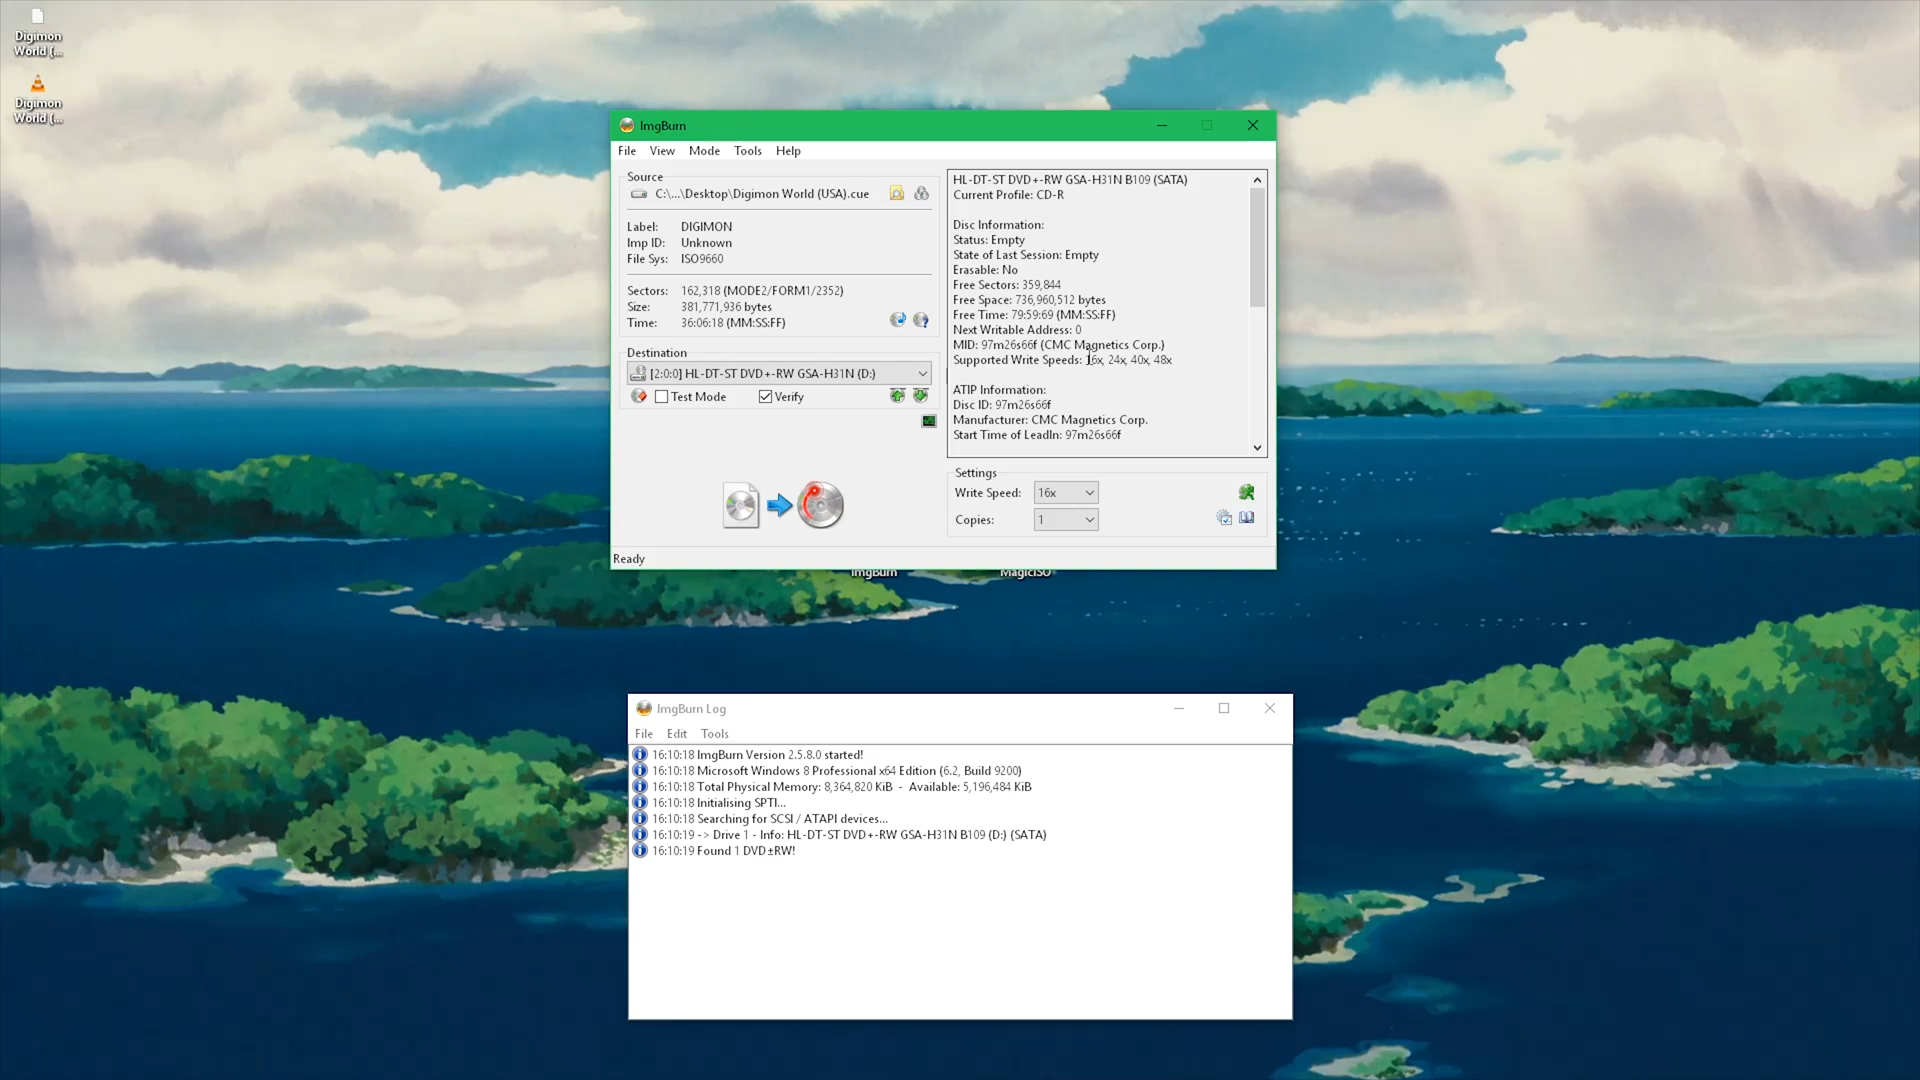 Digimon
World (...
Digimon
World (...
ImgBurn
File View Mode Tools Help
Source
C:\...\Desktop\Digimon World (USA).cue
Label: DIGIMON
Imp ID: Unknown
File Sys: ISO9660
Sectors: 162,318 (MODE2/FORM1/2352)
Size: 381,771,936 bytes
Time: 36:06:18 (MM:SS:FF)
Destination
[2:0:0] HL-DT-ST DVD+-RW GSA-H31N (D:)
Test Mode Verify
HL-DT-ST DVD+-RW GSA-H31N B109 (SATA)
Current Profile: CD-R
Disc Information:
Status: Empty
State of Last Session: Empty
Erasable: No
Free Sectors: 359,844
Free Space: 736,960,512 bytes
Free Time: 79:59:69 (MM:SS:FF)
Next Writable Address: 0
MID: 97m26s66f (CMC Magnetics Corp.)
Supported Write Speeds: 16x, 24x, 40x, 48x
ATIP Information:
Disc ID: 97m26s66f
Manufacturer: CMC Magnetics Corp.
Start Time of LeadIn: 97m26s66f
Settings
Write Speed: 16x
Copies: 1
Ready
ImgBurn
MagicISO
ImgBurn Log
File Edit Tools
16:10:18 ImgBurn Version 2.5.8.0 started!
16:10:18 Microsoft Windows 8 Professional x64 Edition (6.2, Build 9200)
16:10:18 Total Physical Memory: 8,364,820 KiB - Available: 5,196,484 KiB
16:10:18 Initialising SPTI...
16:10:18 Searching for SCSI / ATAPI devices...
16:10:19 -> Drive 1 - Info: HL-DT-ST DVD+-RW GSA-H31N B109 (D:) (SATA)
16:10:19 Found 1 DVD±RW!